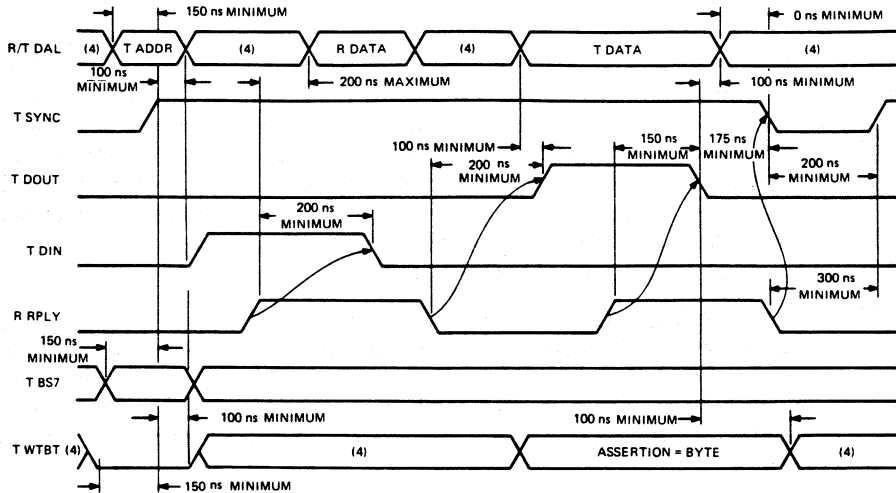 150 ns MINIMUM
0 ns MINIMUM
R/T DAL (4) T ADDR (4) R DATA (4) T DATA (4)
100 ns
MINIMUM
200 ns MAXIMUM
100 ns MINIMUM
T SYNC
100 ns MINIMUM
150 ns
MINIMUM
175 ns
MINIMUM
200 ns
MINIMUM
200 ns
MINIMUM
T DOUT
200 ns
MINIMUM
T DIN
300 ns
MINIMUM
R RPLY
150 ns
MINIMUM
T BS7
100 ns MINIMUM
100 ns MINIMUM
T WTBT (4) (4) ASSERTION = BYTE (4)
150 ns MINIMUM